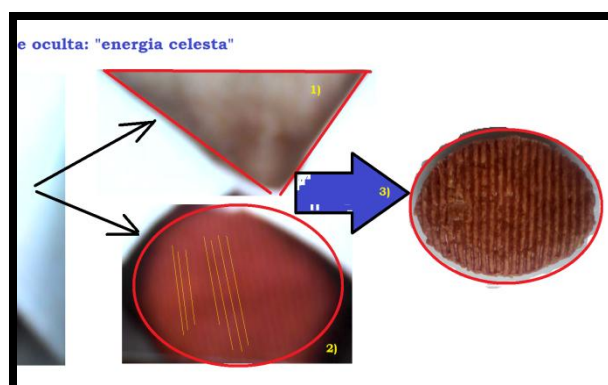 e oculta: "energia celesta"
1)
3)
2)